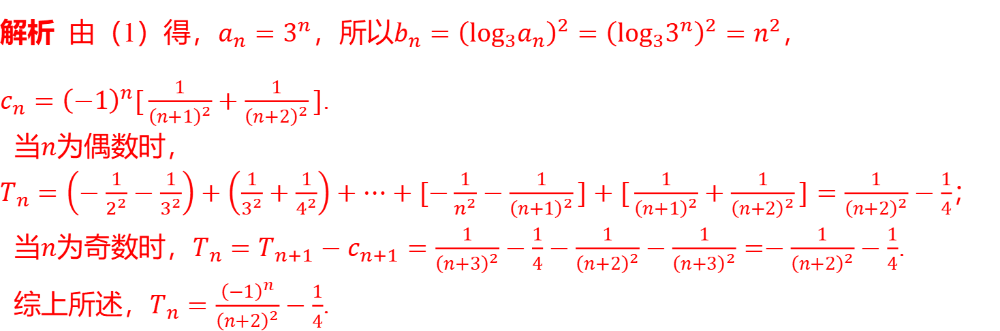 解析 由（1）得，$a_n = 3^n$，所以$b_n = (\log_3 a_n)^2 = (\log_3 3^n)^2 = n^2$，
$c_n = (-1)^n[\frac{1}{(n+1)^2} + \frac{1}{(n+2)^2}]$.
当$n$为偶数时，
$T_n = \left(-\frac{1}{2^2} - \frac{1}{3^2}\right) + \left(\frac{1}{3^2} + \frac{1}{4^2}\right) + \cdots + [-\frac{1}{n^2} - \frac{1}{(n+1)^2}] + [\frac{1}{(n+1)^2} + \frac{1}{(n+2)^2}] = \frac{1}{(n+2)^2} - \frac{1}{4}$;
当$n$为奇数时，$T_n = T_{n+1} - c_{n+1} = \frac{1}{(n+3)^2} - \frac{1}{4} - \frac{1}{(n+2)^2} - \frac{1}{(n+3)^2} = -\frac{1}{(n+2)^2} - \frac{1}{4}$.
综上所述，$T_n = \frac{(-1)^n}{(n+2)^2} - \frac{1}{4}$.